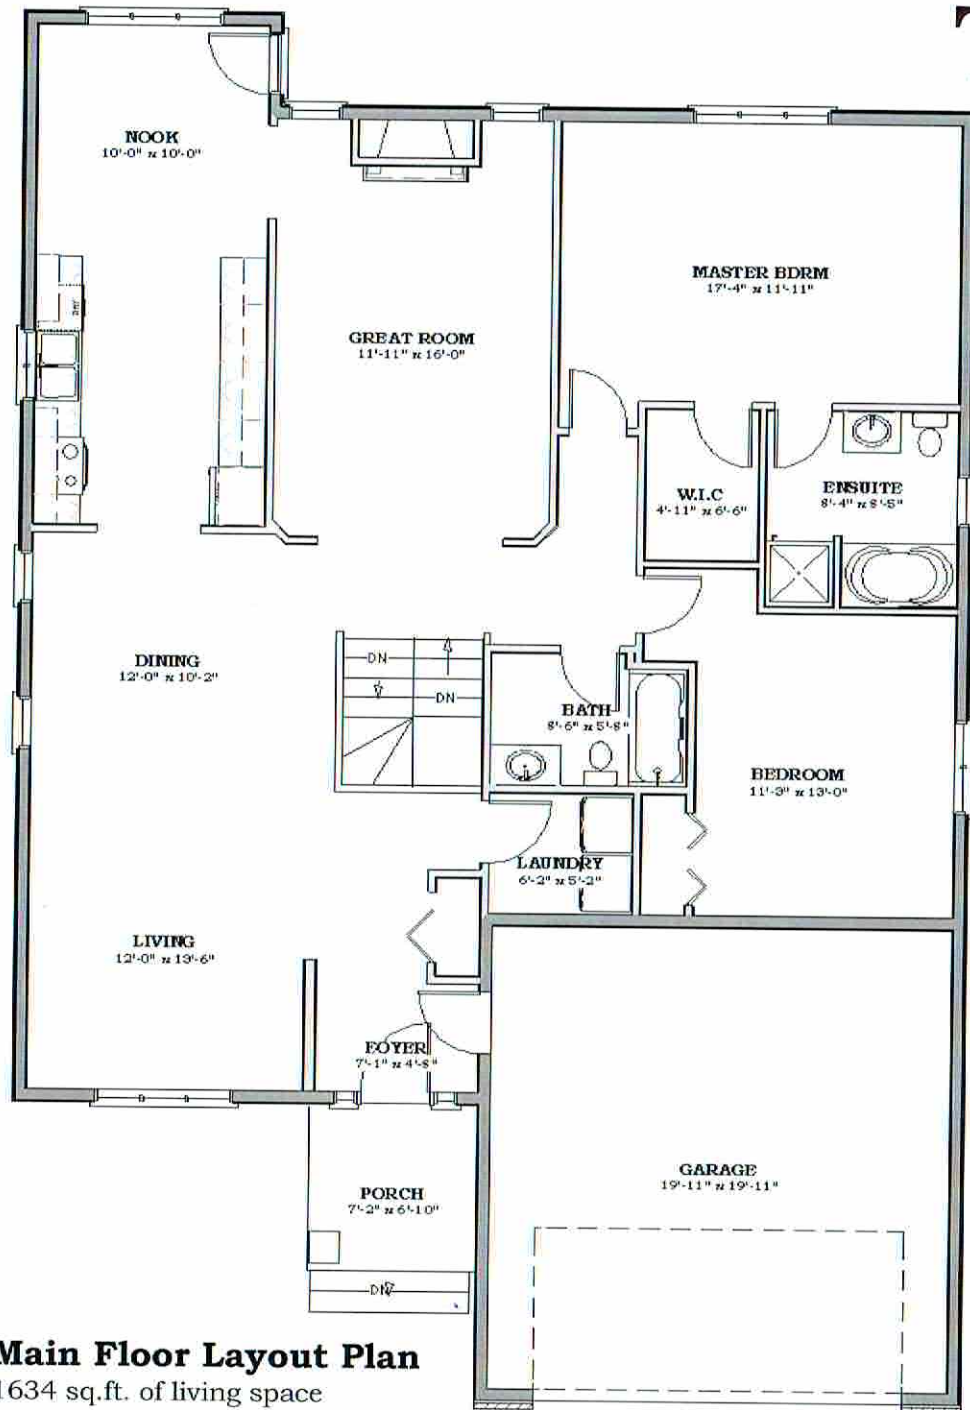 NOOK
10'-0" x 10'-0"
MASTER BDRM
17'-4" x 11'-11"
GREAT ROOM
11'-11" x 16'-0"
W.I.C
4'-11" x 6'-6"
ENSUITE
8'-4" x 8'-5"
DINING
12'-0" x 10'-2"
DN
DN
BATH
8'-6" x 5'-8"
BEDROOM
11'-3" x 13'-0"
LAUNDRY
6'-2" x 5'-2"
LIVING
12'-0" x 13'-6"
FOYER
7'-1" x 4'-8"
GARAGE
19'-11" x 19'-11"
PORCH
7'-2" x 6'-10"
DN
Main Floor Layout Plan
1634 sq.ft. of living space